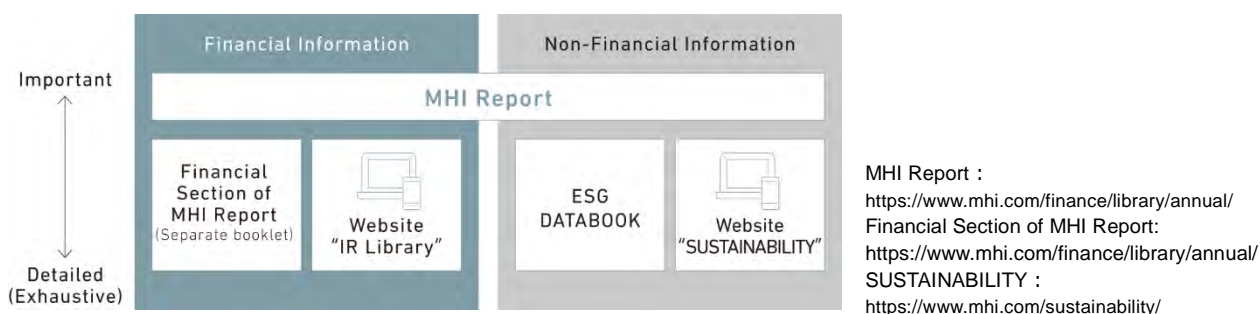 Financial Information
Non-Financial Information
Important
MHI Report
Financial
Section of
MHI Report
(Separate booklet)
Website
"IR Library"
ESG
DATABOOK
Website
"SUSTAINABILITY"
Detailed
(Exhaustive)
MHI Report：
https://www.mhi.com/finance/library/annual/
Financial Section of MHI Report:
https://www.mhi.com/finance/library/annual/
SUSTAINABILITY：
https://www.mhi.com/sustainability/